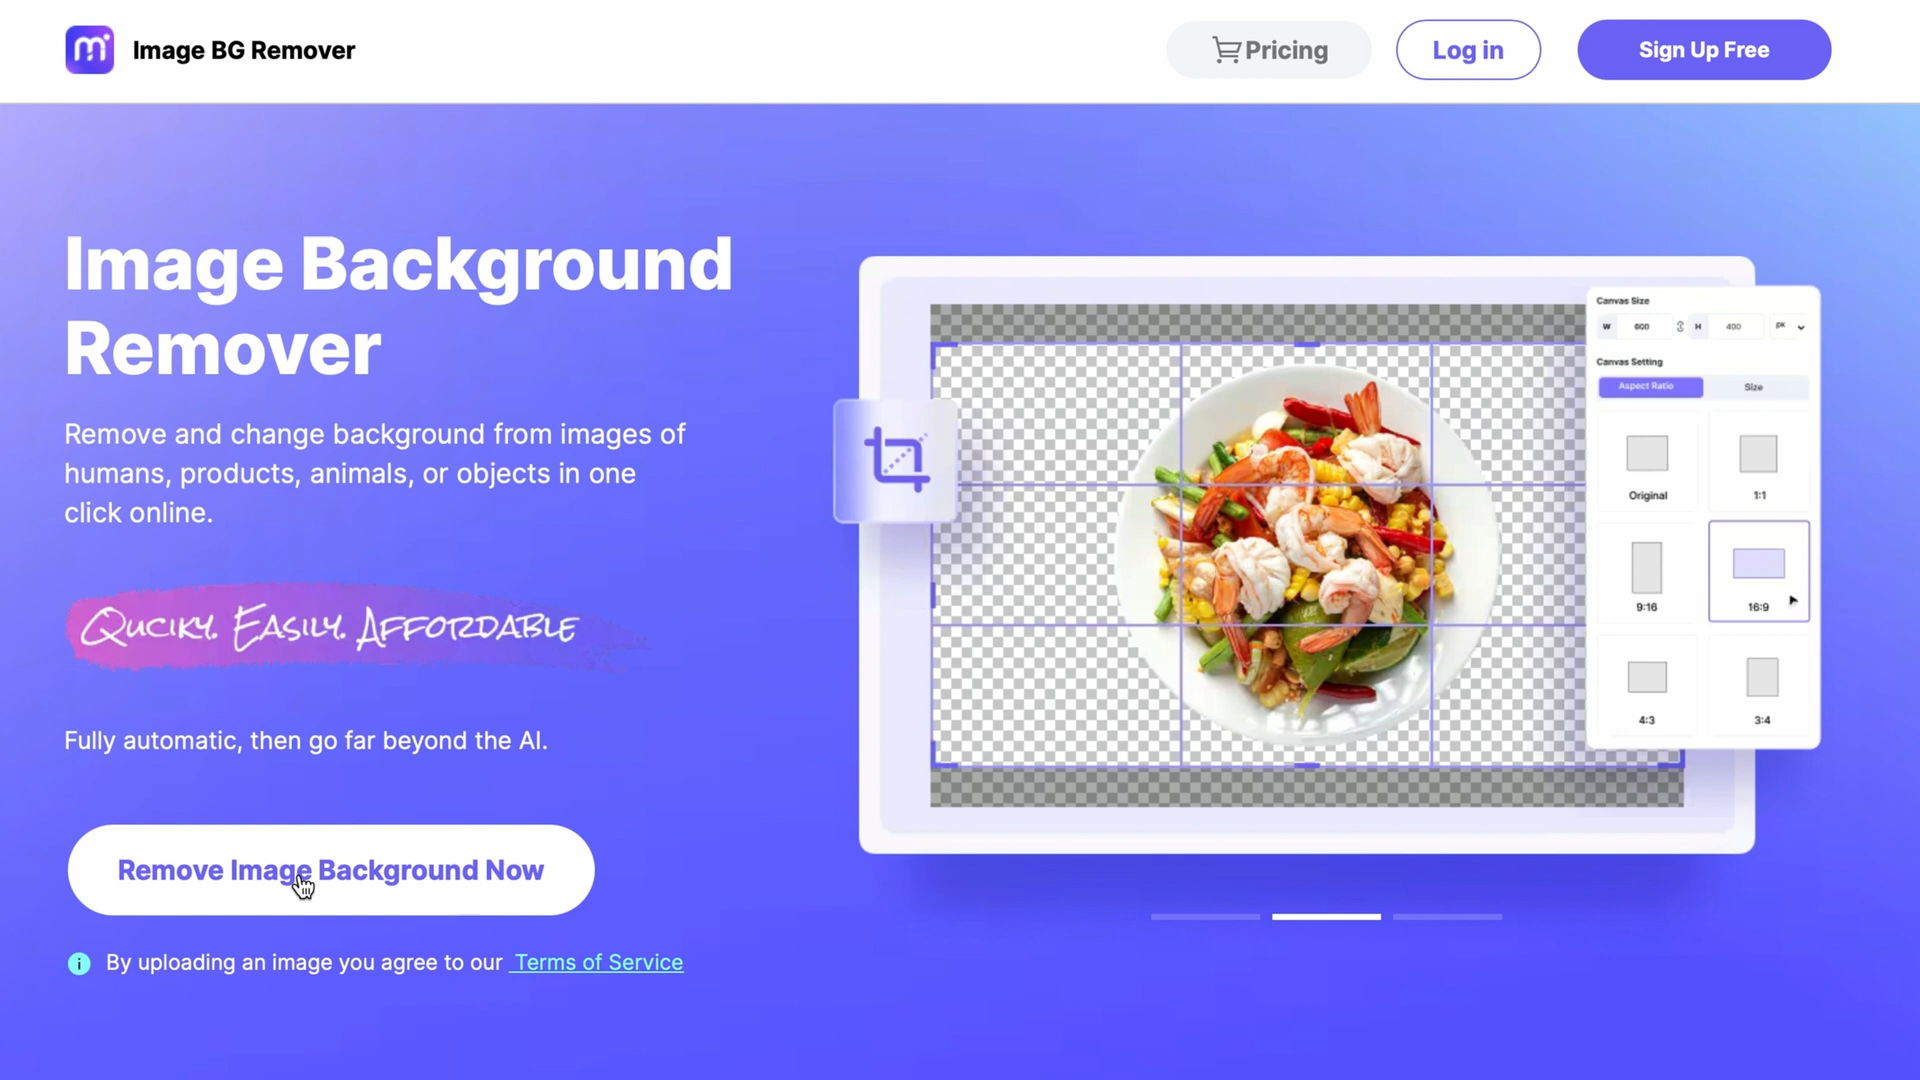 Image BG Remover
Pricing
Log in
Sign Up Free
Image Background
Remover
Remove and change background from images of
humans, products, animals, or objects in one
click online.
Quciky. Easily. Affordable
Fully automatic, then go far beyond the AI.
Remove Image Background Now
By uploading an image you agree to our Terms of Service
Canvas Size
W 600 H 400 px
Canvas Setting
Aspect Ratio Size
Original 1:1
9:16 16:9
4:3 3:4